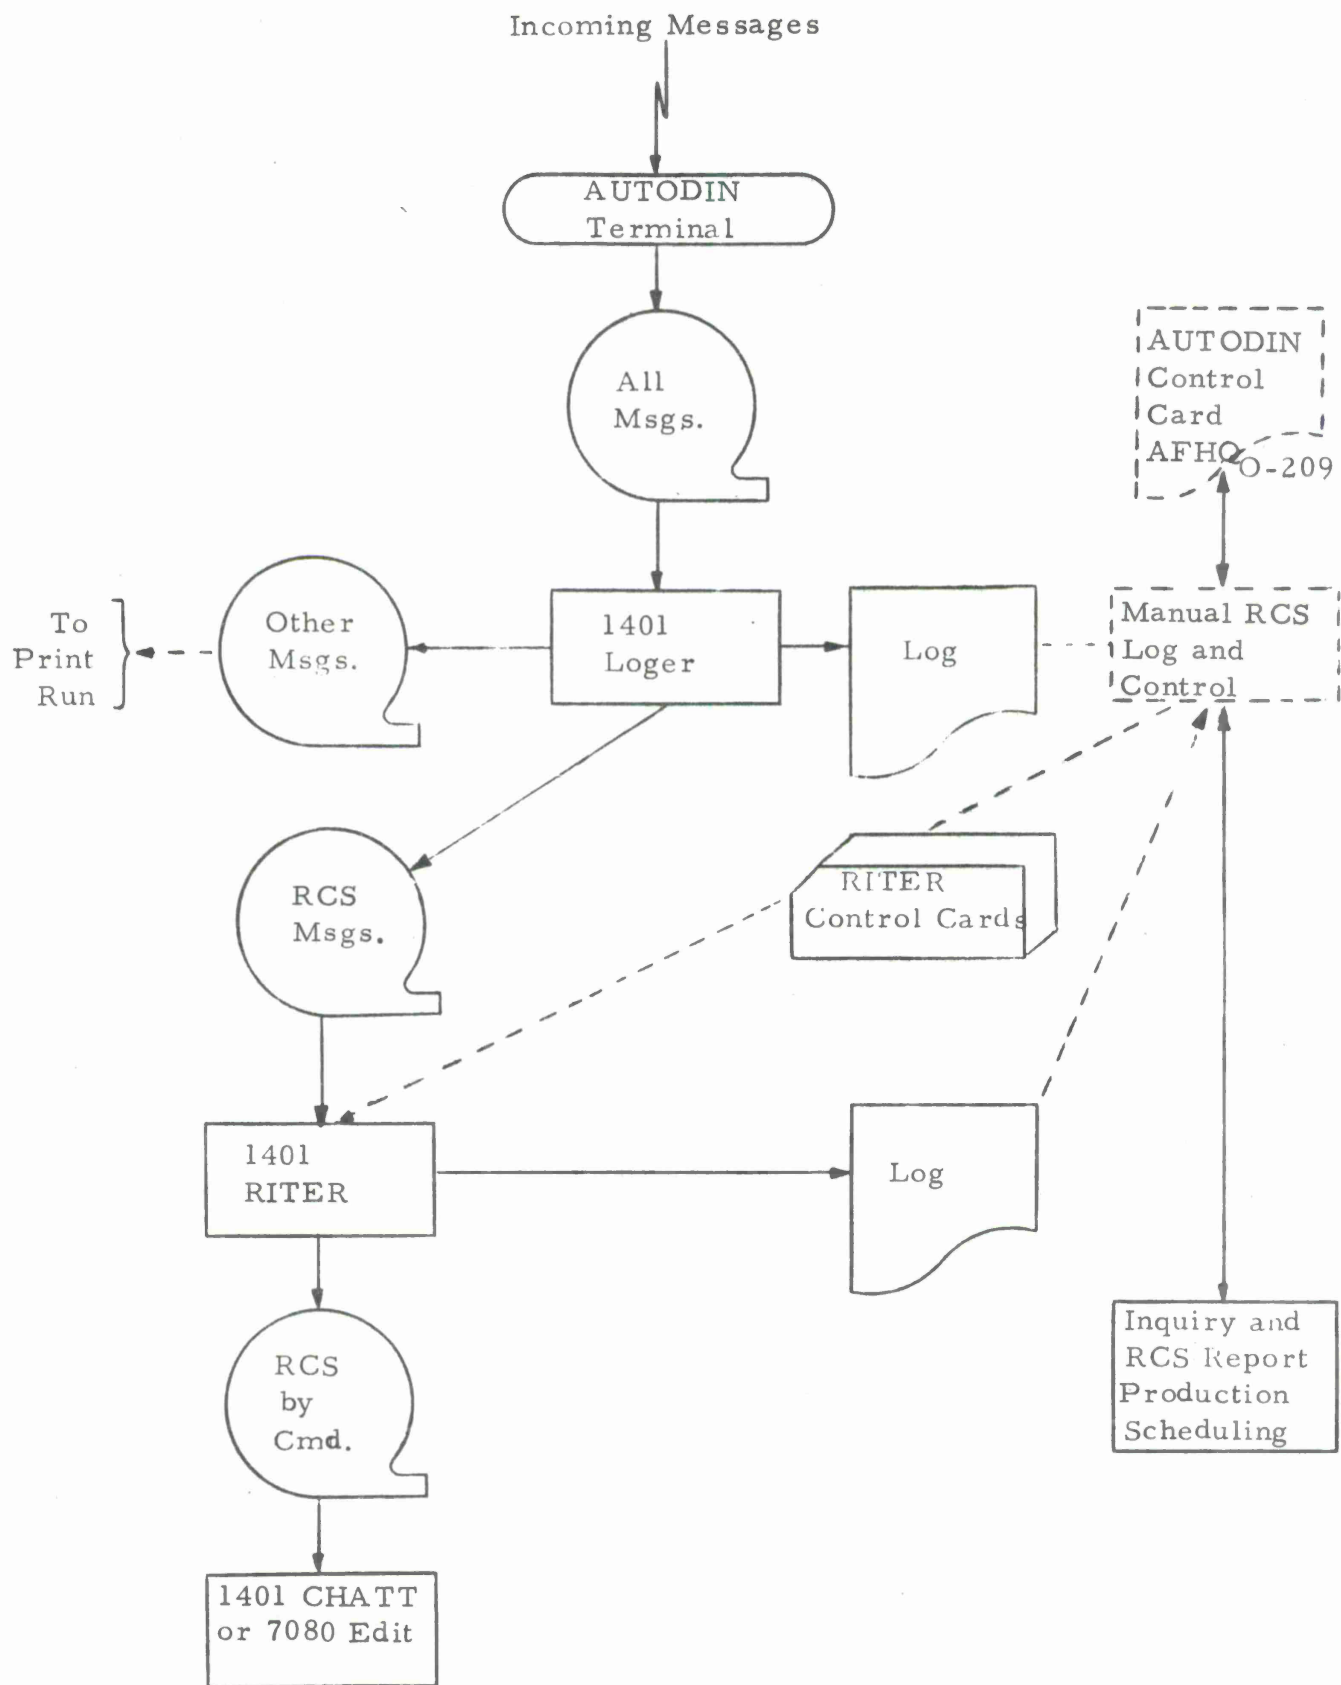 Incoming Messages
AUTODIN
Terminal
All
Msgs.
AUTODIN
Control
Card
AFHQ O-209
To
Print
Run
Other
Msgs.
1401
Loger
Log
Manual RCS
Log and
Control
RCS
Msgs.
RITER
Control Cards
1401
RITER
Log
RCS
by
Cmd.
Inquiry and
RCS Report
Production
Scheduling
1401 CHATT
or 7080 Edit